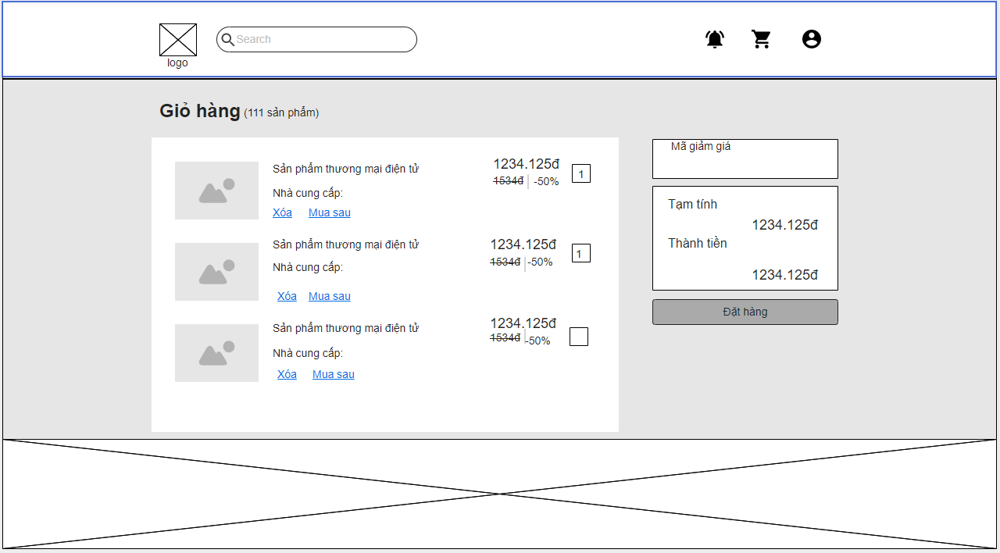 Search
logo
Giỏ hàng (111 sản phẩm)
Sản phẩm thương mại điện tử
1234.125đ
1534đ -50%
1
Nhà cung cấp:
Xóa Mua sau
Sản phẩm thương mại điện tử
1234.125đ
1534đ -50%
1
Nhà cung cấp:
Xóa Mua sau
Sản phẩm thương mại điện tử
1234.125đ
1534đ -50%
Nhà cung cấp:
Xóa Mua sau
Mã giảm giá
Tạm tính
1234.125đ
Thành tiền
1234.125đ
Đặt hàng